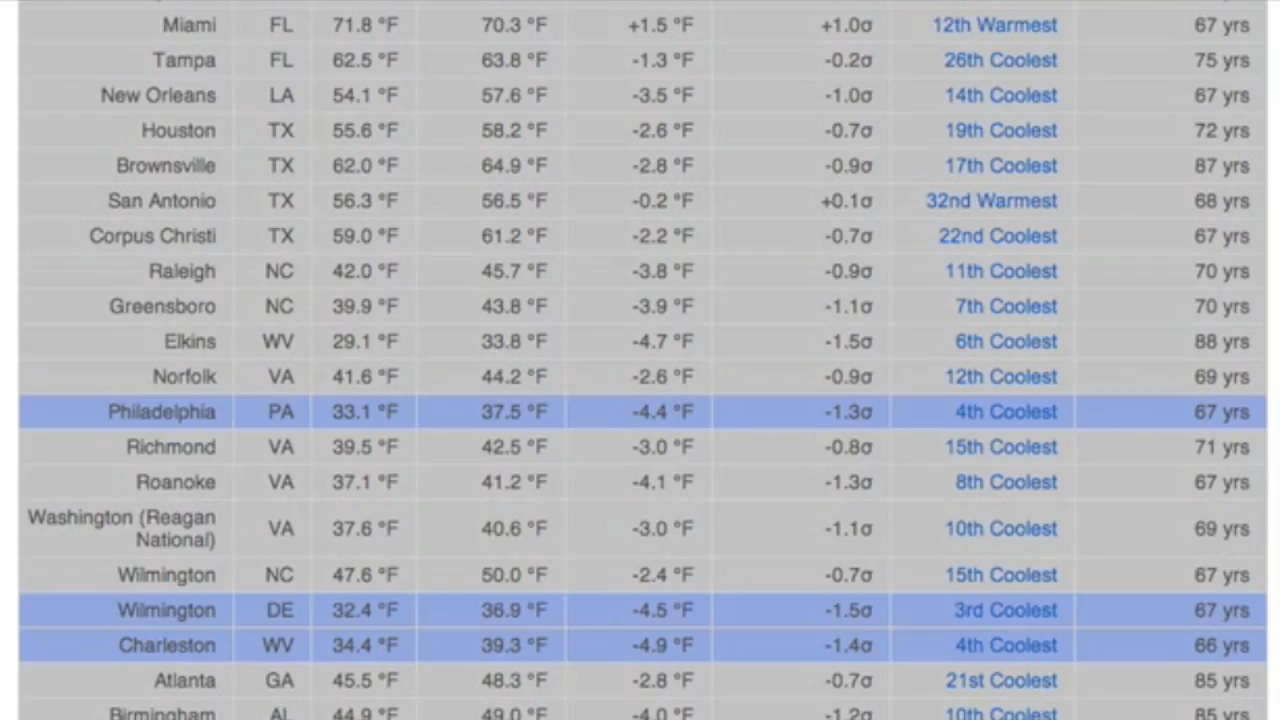 Miami FL 71.8 °F 70.3 °F +1.5 °F +1.0σ 12th Warmest 67 yrs
Tampa FL 62.5 °F 63.8 °F -1.3 °F -0.2σ 26th Coolest 75 yrs
New Orleans LA 54.1 °F 57.6 °F -3.5 °F -1.0σ 14th Coolest 67 yrs
Houston TX 55.6 °F 58.2 °F -2.6 °F -0.7σ 19th Coolest 72 yrs
Brownsville TX 62.0 °F 64.9 °F -2.8 °F -0.9σ 17th Coolest 87 yrs
San Antonio TX 56.3 °F 56.5 °F -0.2 °F +0.1σ 32nd Warmest 68 yrs
Corpus Christi TX 59.0 °F 61.2 °F -2.2 °F -0.7σ 22nd Coolest 67 yrs
Raleigh NC 42.0 °F 45.7 °F -3.8 °F -0.9σ 11th Coolest 70 yrs
Greensboro NC 39.9 °F 43.8 °F -3.9 °F -1.1σ 7th Coolest 70 yrs
Elkins WV 29.1 °F 33.8 °F -4.7 °F -1.5σ 6th Coolest 88 yrs
Norfolk VA 41.6 °F 44.2 °F -2.6 °F -0.9σ 12th Coolest 69 yrs
Philadelphia PA 33.1 °F 37.5 °F -4.4 °F -1.3σ 4th Coolest 67 yrs
Richmond VA 39.5 °F 42.5 °F -3.0 °F -0.8σ 15th Coolest 71 yrs
Roanoke VA 37.1 °F 41.2 °F -4.1 °F -1.3σ 8th Coolest 67 yrs
Washington (Reagan
National) VA 37.6 °F 40.6 °F -3.0 °F -1.1σ 10th Coolest 69 yrs
Wilmington NC 47.6 °F 50.0 °F -2.4 °F -0.7σ 15th Coolest 67 yrs
Wilmington DE 32.4 °F 36.9 °F -4.5 °F -1.5σ 3rd Coolest 67 yrs
Charleston WV 34.4 °F 39.3 °F -4.9 °F -1.4σ 4th Coolest 66 yrs
Atlanta GA 45.5 °F 48.3 °F -2.8 °F -0.7σ 21st Coolest 85 yrs
Birmingham AL 44.9 °F 49.0 °F -4.0 °F -1.2σ 10th Coolest 85 yrs